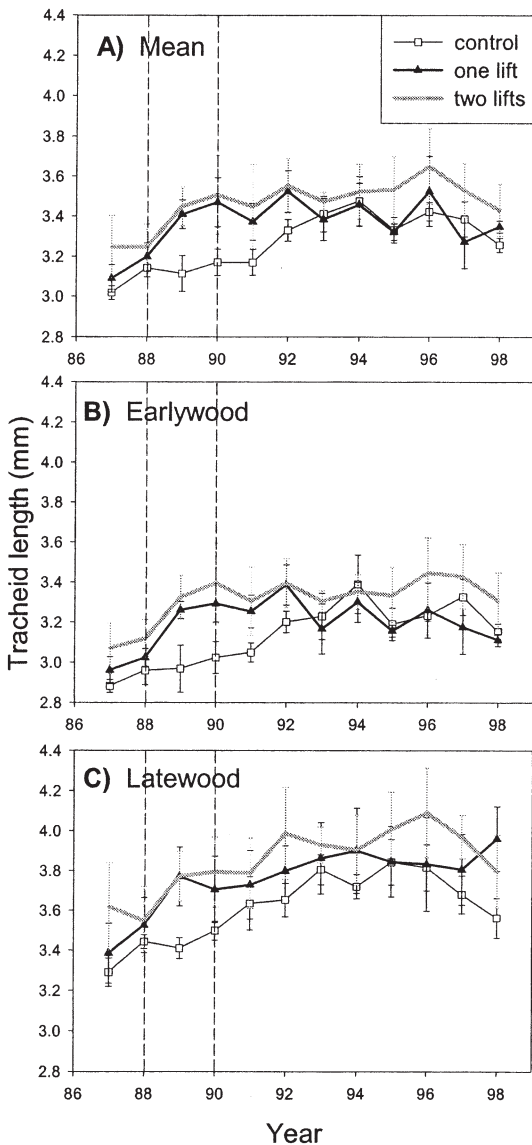 A) Mean
control
one lift
two lifts
4.4
4.2
4.0
3.8
3.6
3.4
3.2
3.0
2.8
86 88 90 92 94 96 98
B) Earlywood
4.4
4.2
4.0
3.8
3.6
3.4
3.2
3.0
2.8
86 88 90 92 94 96 98
Tracheid length (mm)
C) Latewood
4.4
4.2
4.0
3.8
3.6
3.4
3.2
3.0
2.8
86 88 90 92 94 96 98
Year